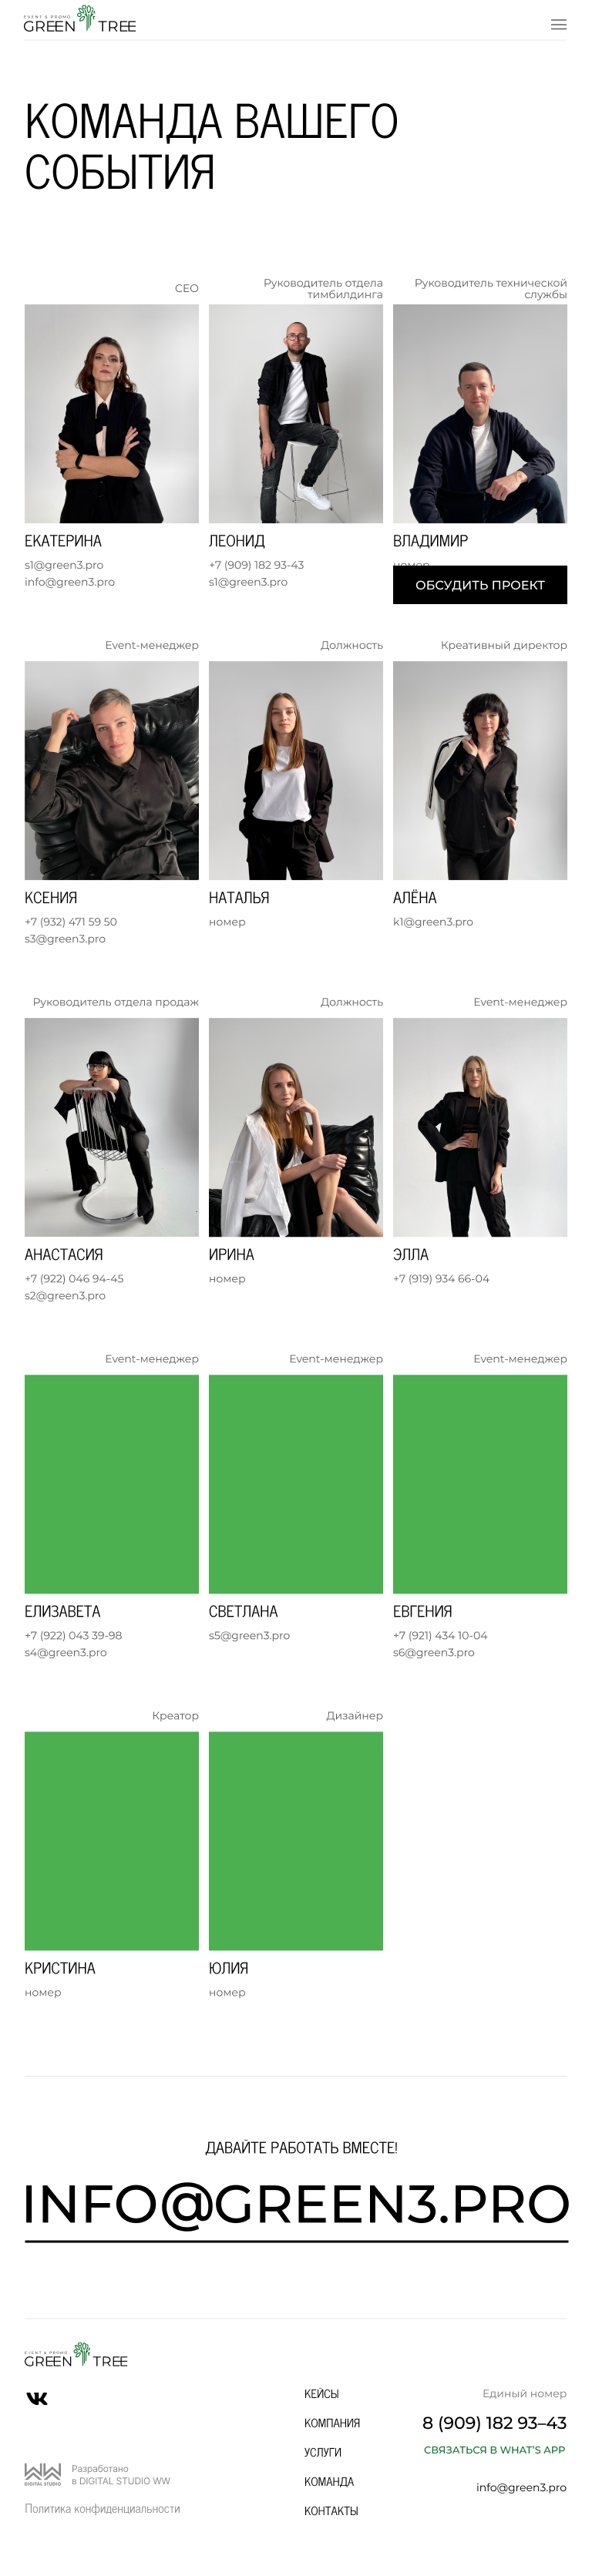 EVENT & PROMO
GREEN TREE
КОМАНДА ВАШЕГО
СОБЫТИЯ
CEO
Руководитель отдела
тимбилдинга
Руководитель технической
службы
ЕКАТЕРИНА
s1@green3.pro
info@green3.pro
ЛЕОНИД
+7 (909) 182 93-43
s1@green3.pro
ВЛАДИМИР
номер
ОБСУДИТЬ ПРОЕКТ
Event-менеджер
Должность
Креативный директор
КСЕНИЯ
+7 (932) 471 59 50
s3@green3.pro
НАТАЛЬЯ
номер
АЛЁНА
k1@green3.pro
Руководитель отдела продаж
Должность
Event-менеджер
АНАСТАСИЯ
+7 (922) 046 94-45
s2@green3.pro
ИРИНА
номер
ЭЛЛА
+7 (919) 934 66-04
Event-менеджер
Event-менеджер
Event-менеджер
ЕЛИЗАВЕТА
+7 (922) 043 39-98
s4@green3.pro
СВЕТЛАНА
s5@green3.pro
ЕВГЕНИЯ
+7 (921) 434 10-04
s6@green3.pro
Креатор
Дизайнер
КРИСТИНА
номер
ЮЛИЯ
номер
ДАВАЙТЕ РАБОТАТЬ ВМЕСТЕ!
INFO@GREEN3.PRO
EVENT & PROMO
GREEN TREE
КЕЙСЫ
КОМПАНИЯ
УСЛУГИ
КОМАНДА
КОНТАКТЫ
Единый номер
8 (909) 182 93–43
СВЯЗАТЬСЯ В WHAT'S APP
info@green3.pro
DIGITAL STUDIO
Разработано
в DIGITAL STUDIO WW
Политика конфиденциальности